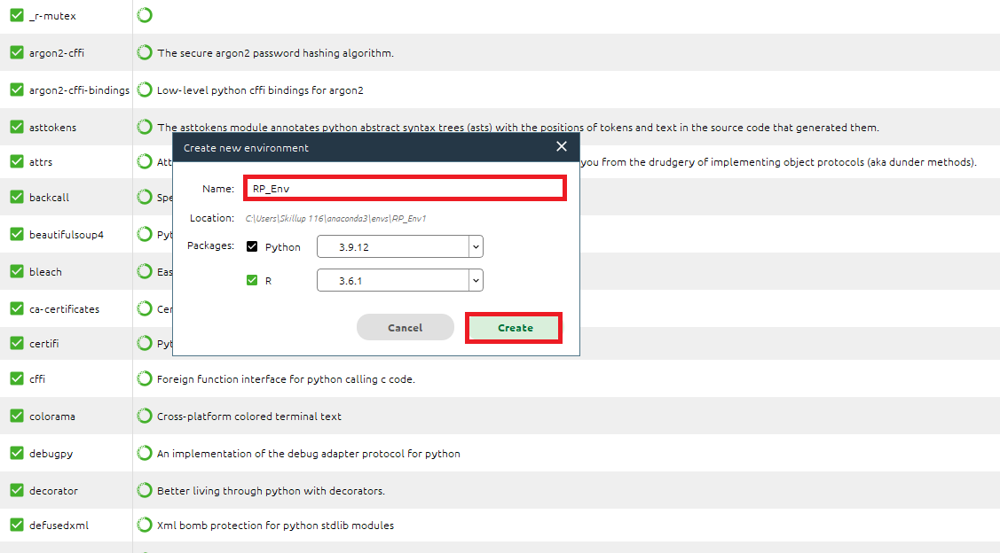 _r-mutex
argon2-cffi The secure argon2 password hashing algorithm.
argon2-cffi-bindings Low-level python cffi bindings for argon2
asttokens The asttokens module annotates python abstract syntax trees (asts) with the positions of tokens and text in the source code that generated them.
attrs Att you from the drudgery of implementing object protocols (aka dunder methods).
backcall Spe
beautifulsoup4 Pyt
bleach Eas
ca-certificates Cer
certifi Pyt
Create new environment
Name: RP_Env
Location: C:\Users\Skillup 116\anaconda3\envs\RP_Env1
Packages: Python 3.9.12
R 3.6.1
Cancel Create
cffi Foreign function interface for python calling c code.
colorama Cross-platform colored terminal text
debugpy An implementation of the debug adapter protocol for python
decorator Better living through python with decorators.
defusedxml Xml bomb protection for python stdlib modules